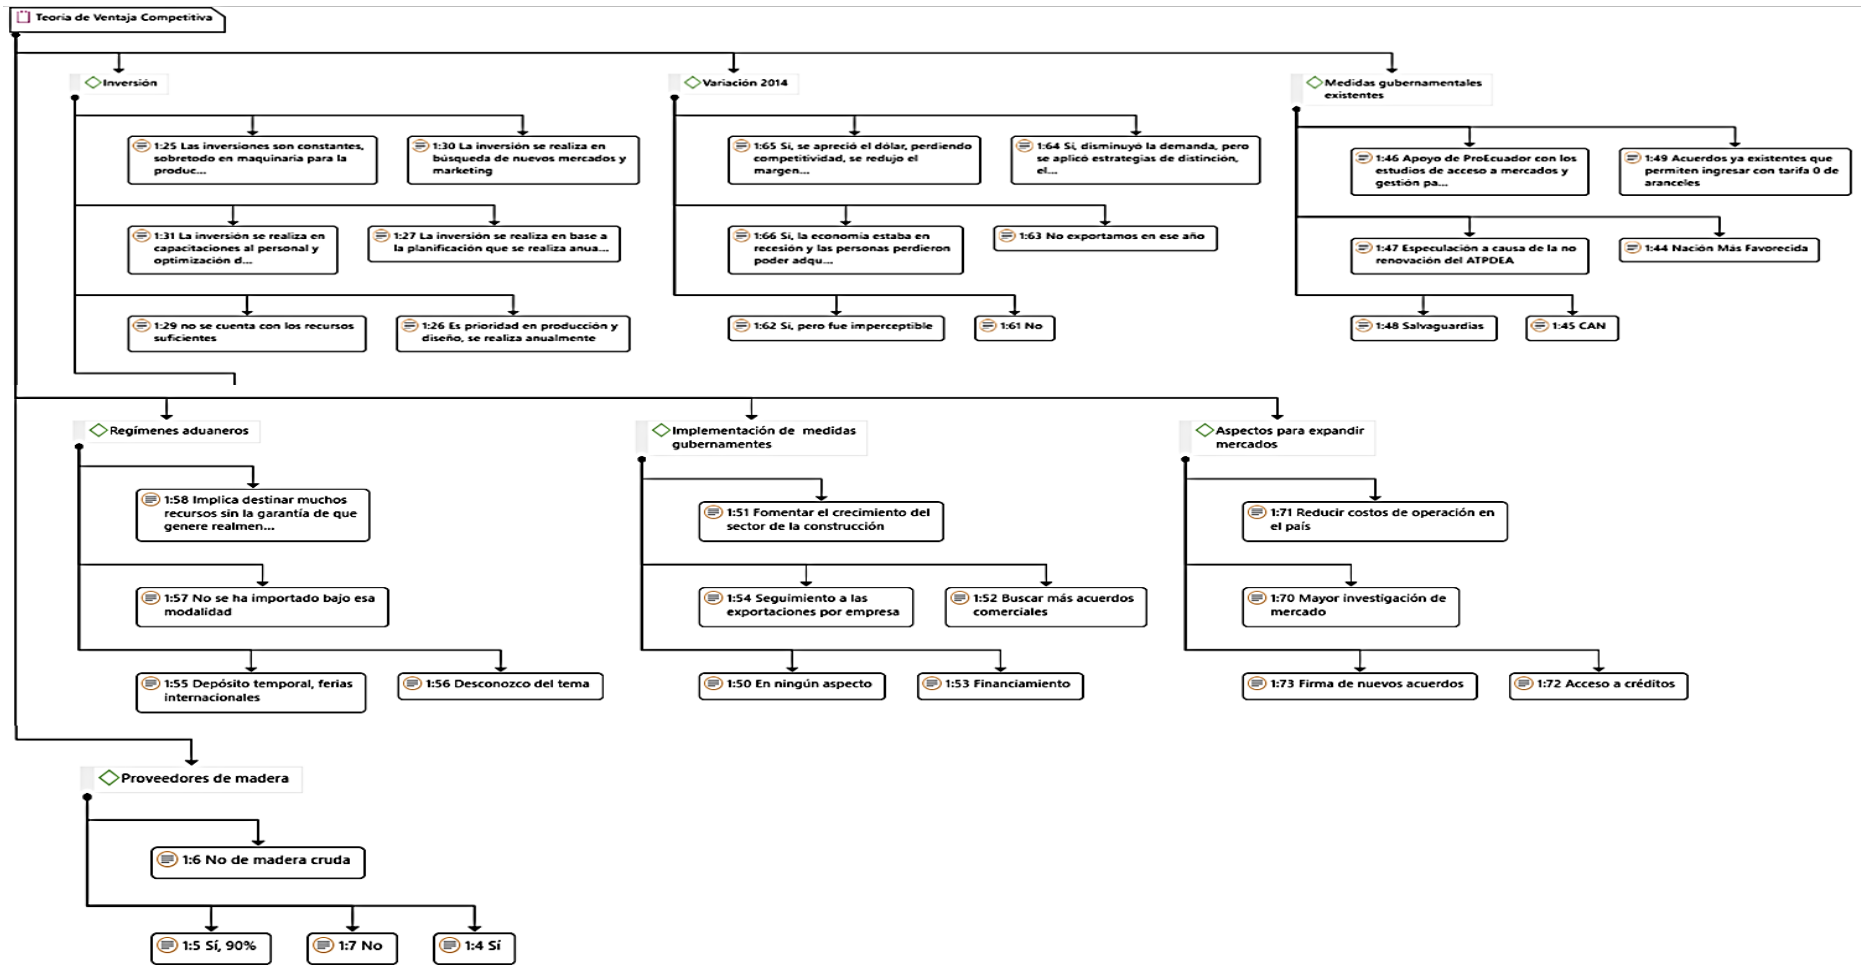 Teoría de Ventaja Competitiva
Inversión
1:25 Las inversiones son constantes,
sobretodo en maquinaria para la
produc...
1:30 La inversión se realiza en
búsqueda de nuevos mercados y
marketing
1:31 La inversión se realiza en
capacitaciones al personal y
optimización d...
1:27 La inversión se realiza en base a
la planificación que se realiza anua...
1:29 no se cuenta con los recursos
suficientes
1:26 Es prioridad en producción y
diseño, se realiza anualmente
Variación 2014
1:65 Sí, se apreció el dólar, perdiendo
competitividad, se redujo el
margen...
1:64 Sí, disminuyó la demanda, pero
se aplicó estrategias de distinción,
el...
1:66 Sí, la economía estaba en
recesión y las personas perdieron
poder adqu...
1:63 No exportamos en ese año
1:62 Sí, pero fue imperceptible
1:61 No
Medidas gubernamentales
existentes
1:46 Apoyo de ProEcuador con los
estudios de acceso a mercados y
gestión pa...
1:49 Acuerdos ya existentes que
permiten ingresar con tarifa 0 de
aranceles
1:47 Especulación a causa de la no
renovación del ATPDEA
1:44 Nación Más Favorecida
1:48 Salvaguardias
1:45 CAN
Regímenes aduaneros
1:58 Implica destinar muchos
recursos sin la garantía de que
genere realmen...
1:57 No se ha importado bajo esa
modalidad
1:55 Depósito temporal, ferias
internacionales
1:56 Desconozco del tema
Implementación de medidas
gubernamentes
1:51 Fomentar el crecimiento del
sector de la construcción
1:54 Seguimiento a las
exportaciones por empresa
1:52 Buscar más acuerdos
comerciales
1:50 En ningún aspecto
1:53 Financiamiento
Aspectos para expandir
mercados
1:71 Reducir costos de operación en
el país
1:70 Mayor investigación de
mercado
1:73 Firma de nuevos acuerdos
1:72 Acceso a créditos
Proveedores de madera
1:6 No de madera cruda
1:5 Sí, 90%
1:7 No
1:4 Sí